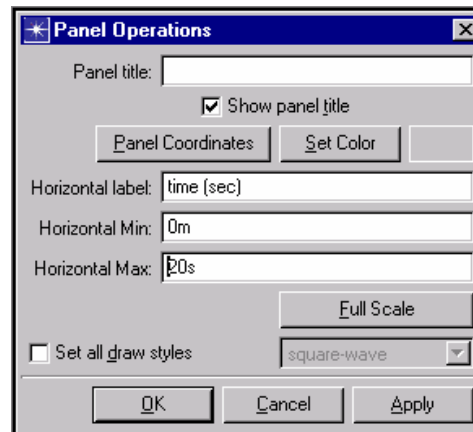 Panel Operations
Panel title:
Show panel title
Panel Coordinates Set Color
Horizontal label: time (sec)
Horizontal Min: 0m
Horizontal Max: 20s
Full Scale
Set all draw styles square-wave
OK Cancel Apply